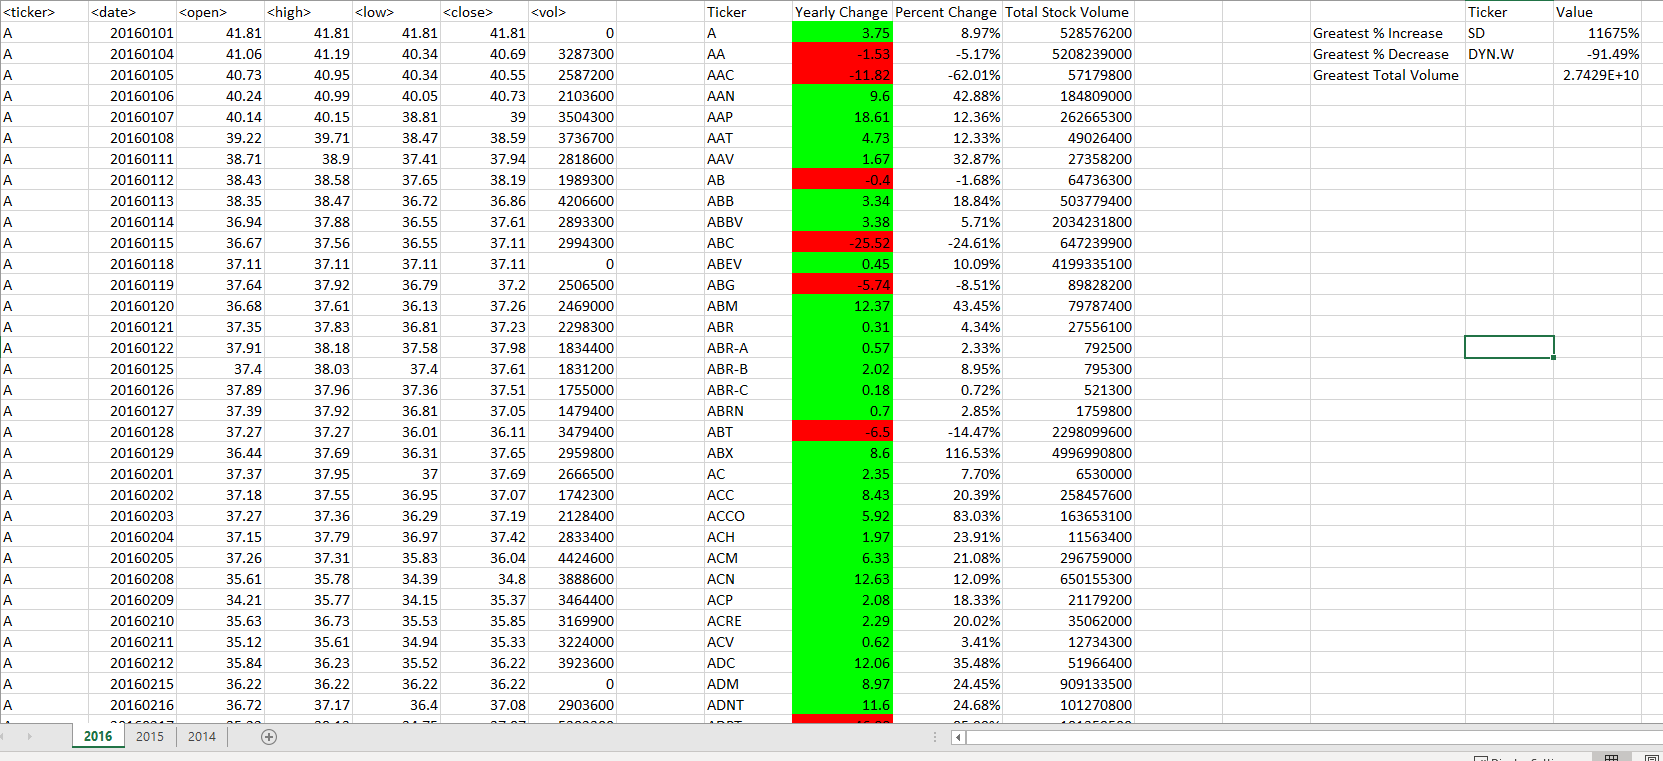 <ticker> <date> <open> <high> <low> <close> <vol> Ticker Yearly Change Percent Change Total Stock Volume Ticker Value
A 20160101 41.81 41.81 41.81 41.81 0 A 3.75 8.97% 528576200 Greatest % Increase SD 11675%
A 20160104 41.06 41.19 40.34 40.69 3287300 AA -1.53 -5.17% 5208239000 Greatest % Decrease DYN.W -91.49%
A 20160105 40.73 40.95 40.34 40.55 2587200 AAC -11.82 -62.01% 57179800 Greatest Total Volume 2.7429E+10
A 20160106 40.24 40.99 40.05 40.73 2103600 AAN 9.6 42.88% 184809000
A 20160107 40.14 40.15 38.81 39 3504300 AAP 18.61 12.36% 262665300
A 20160108 39.22 39.71 38.47 38.59 3736700 AAT 4.73 12.33% 49026400
A 20160111 38.71 38.9 37.41 37.94 2818600 AAV 1.67 32.87% 27358200
A 20160112 38.43 38.58 37.65 38.19 1989300 AB -0.4 -1.68% 64736300
A 20160113 38.35 38.47 36.72 36.86 4206600 ABB 3.34 18.84% 503779400
A 20160114 36.94 37.88 36.55 37.61 2893300 ABBV 3.38 5.71% 2034231800
A 20160115 36.67 37.56 36.55 37.11 2994300 ABC -25.52 -24.61% 647239900
A 20160118 37.11 37.11 37.11 37.11 0 ABEV 0.45 10.09% 4199335100
A 20160119 37.64 37.92 36.79 37.2 2506500 ABG -5.74 -8.51% 89828200
A 20160120 36.68 37.61 36.13 37.26 2469000 ABM 12.37 43.45% 79787400
A 20160121 37.35 37.83 36.81 37.23 2298300 ABR 0.31 4.34% 27556100
A 20160122 37.91 38.18 37.58 37.98 1834400 ABR-A 0.57 2.33% 792500
A 20160125 37.4 38.03 37.4 37.61 1831200 ABR-B 2.02 8.95% 795300
A 20160126 37.89 37.96 37.36 37.51 1755000 ABR-C 0.18 0.72% 521300
A 20160127 37.39 37.92 36.81 37.05 1479400 ABRN 0.7 2.85% 1759800
A 20160128 37.27 37.27 36.01 36.11 3479400 ABT -6.5 -14.47% 2298099600
A 20160129 36.44 37.69 36.31 37.65 2959800 ABX 8.6 116.53% 4996990800
A 20160201 37.37 37.95 37 37.69 2666500 AC 2.35 7.70% 6530000
A 20160202 37.18 37.55 36.95 37.07 1742300 ACC 8.43 20.39% 258457600
A 20160203 37.27 37.36 36.29 37.19 2128400 ACCO 5.92 83.03% 163653100
A 20160204 37.15 37.79 36.97 37.42 2833400 ACH 1.97 23.91% 11563400
A 20160205 37.26 37.31 35.83 36.04 4424600 ACM 6.33 21.08% 296759000
A 20160208 35.61 35.78 34.39 34.8 3888600 ACN 12.63 12.09% 650155300
A 20160209 34.21 35.77 34.15 35.37 3464400 ACP 2.08 18.33% 21179200
A 20160210 35.63 36.73 35.53 35.85 3169900 ACRE 2.29 20.02% 35062000
A 20160211 35.12 35.61 34.94 35.33 3224000 ACV 0.62 3.41% 12734300
A 20160212 35.84 36.23 35.52 36.22 3923600 ADC 12.06 35.48% 51966400
A 20160215 36.22 36.22 36.22 36.22 0 ADM 8.97 24.45% 909133500
A 20160216 36.72 37.17 36.4 37.08 2903600 ADNT 11.6 24.68% 101270800
2016 2015 2014